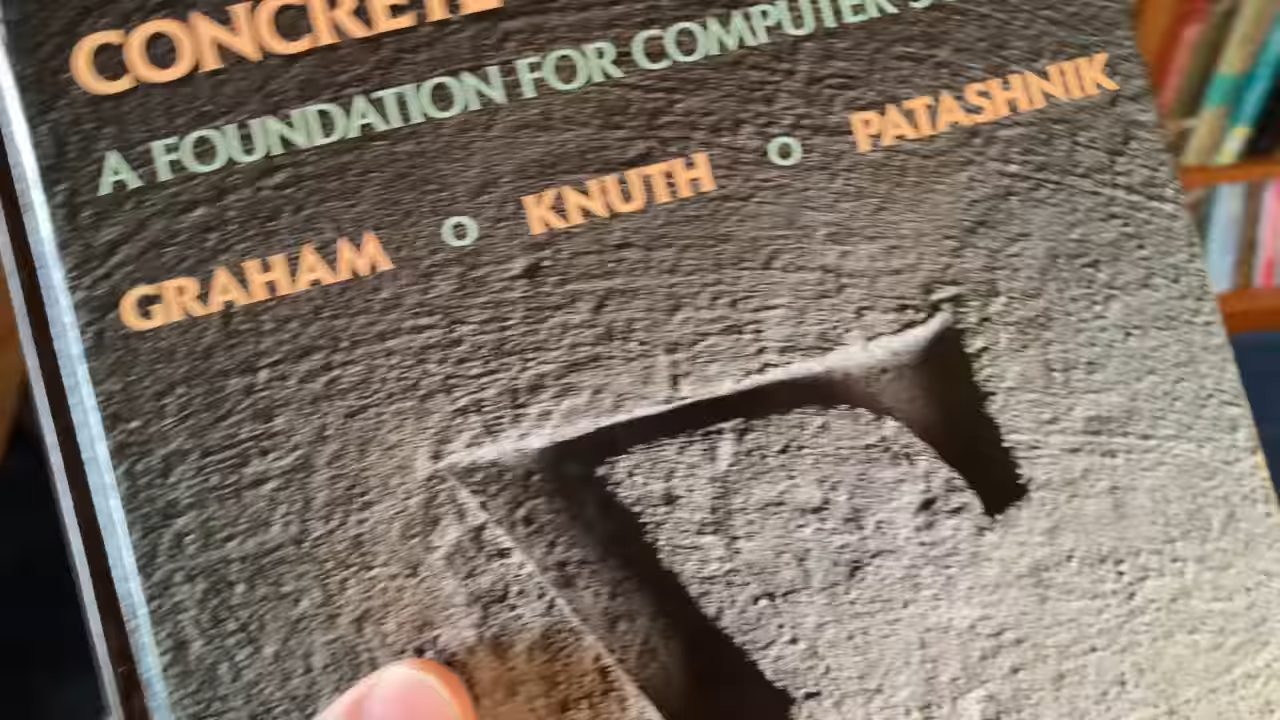 CONCRETE
A FOUNDATION FOR COMPUTER
GRAHAM o KNUTH o PATASHNIK